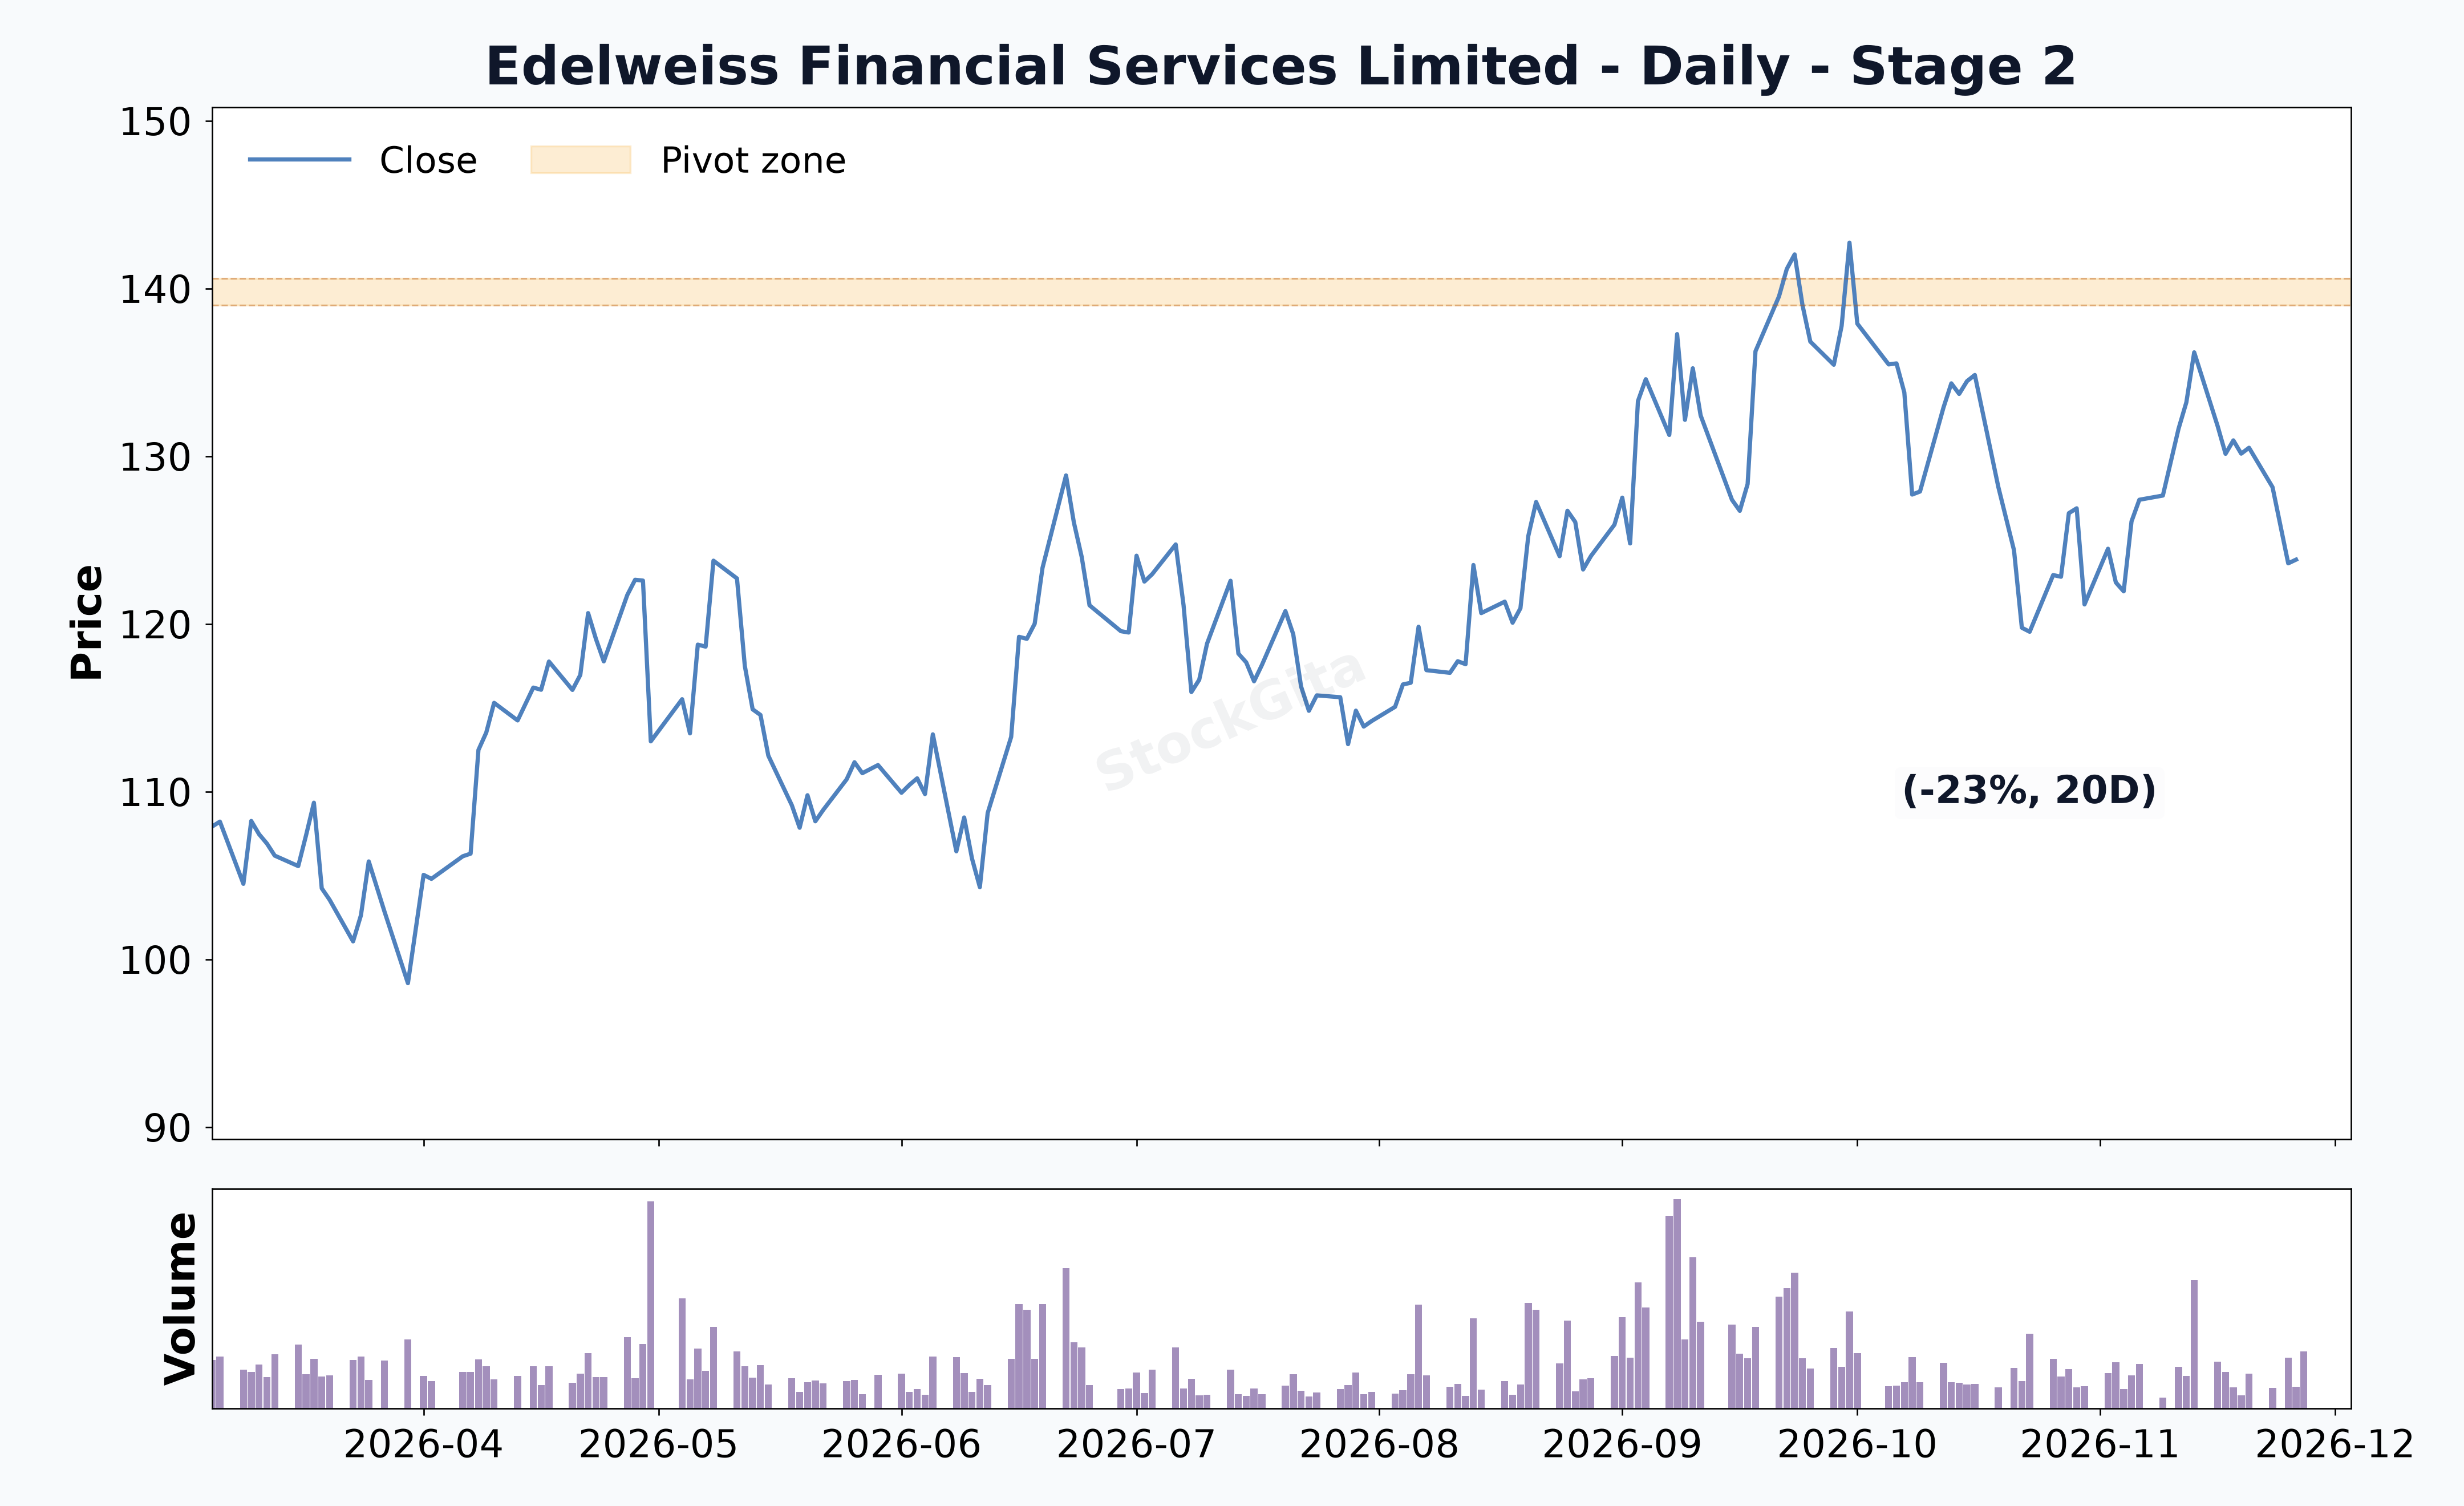 Edelweiss Financial Services Limited - Daily - Stage 2
150
Close
Pivot zone
140
130
120
110
100
90
Price
StockGita
(-23%, 20D)
Volume
2026-04
2026-05
2026-06
2026-07
2026-08
2026-09
2026-10
2026-11
2026-12